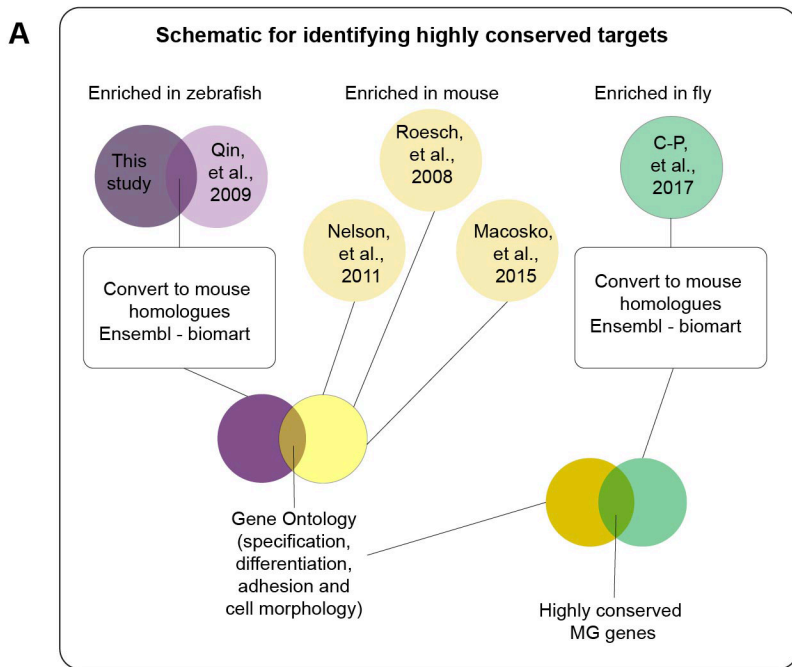 A
Schematic for identifying highly conserved targets
Enriched in zebrafish
Enriched in mouse
Enriched in fly
This
study
Qin,
et al.,
2009
Roesch,
et al.,
2008
Nelson,
et al.,
2011
Macosko,
et al.,
2015
C-P,
et al.,
2017
Convert to mouse
homologues
Ensembl - biomart
Convert to mouse
homologues
Ensembl - biomart
Gene Ontology
(specification,
differentiation,
adhesion and
cell morphology)
Highly conserved
MG genes